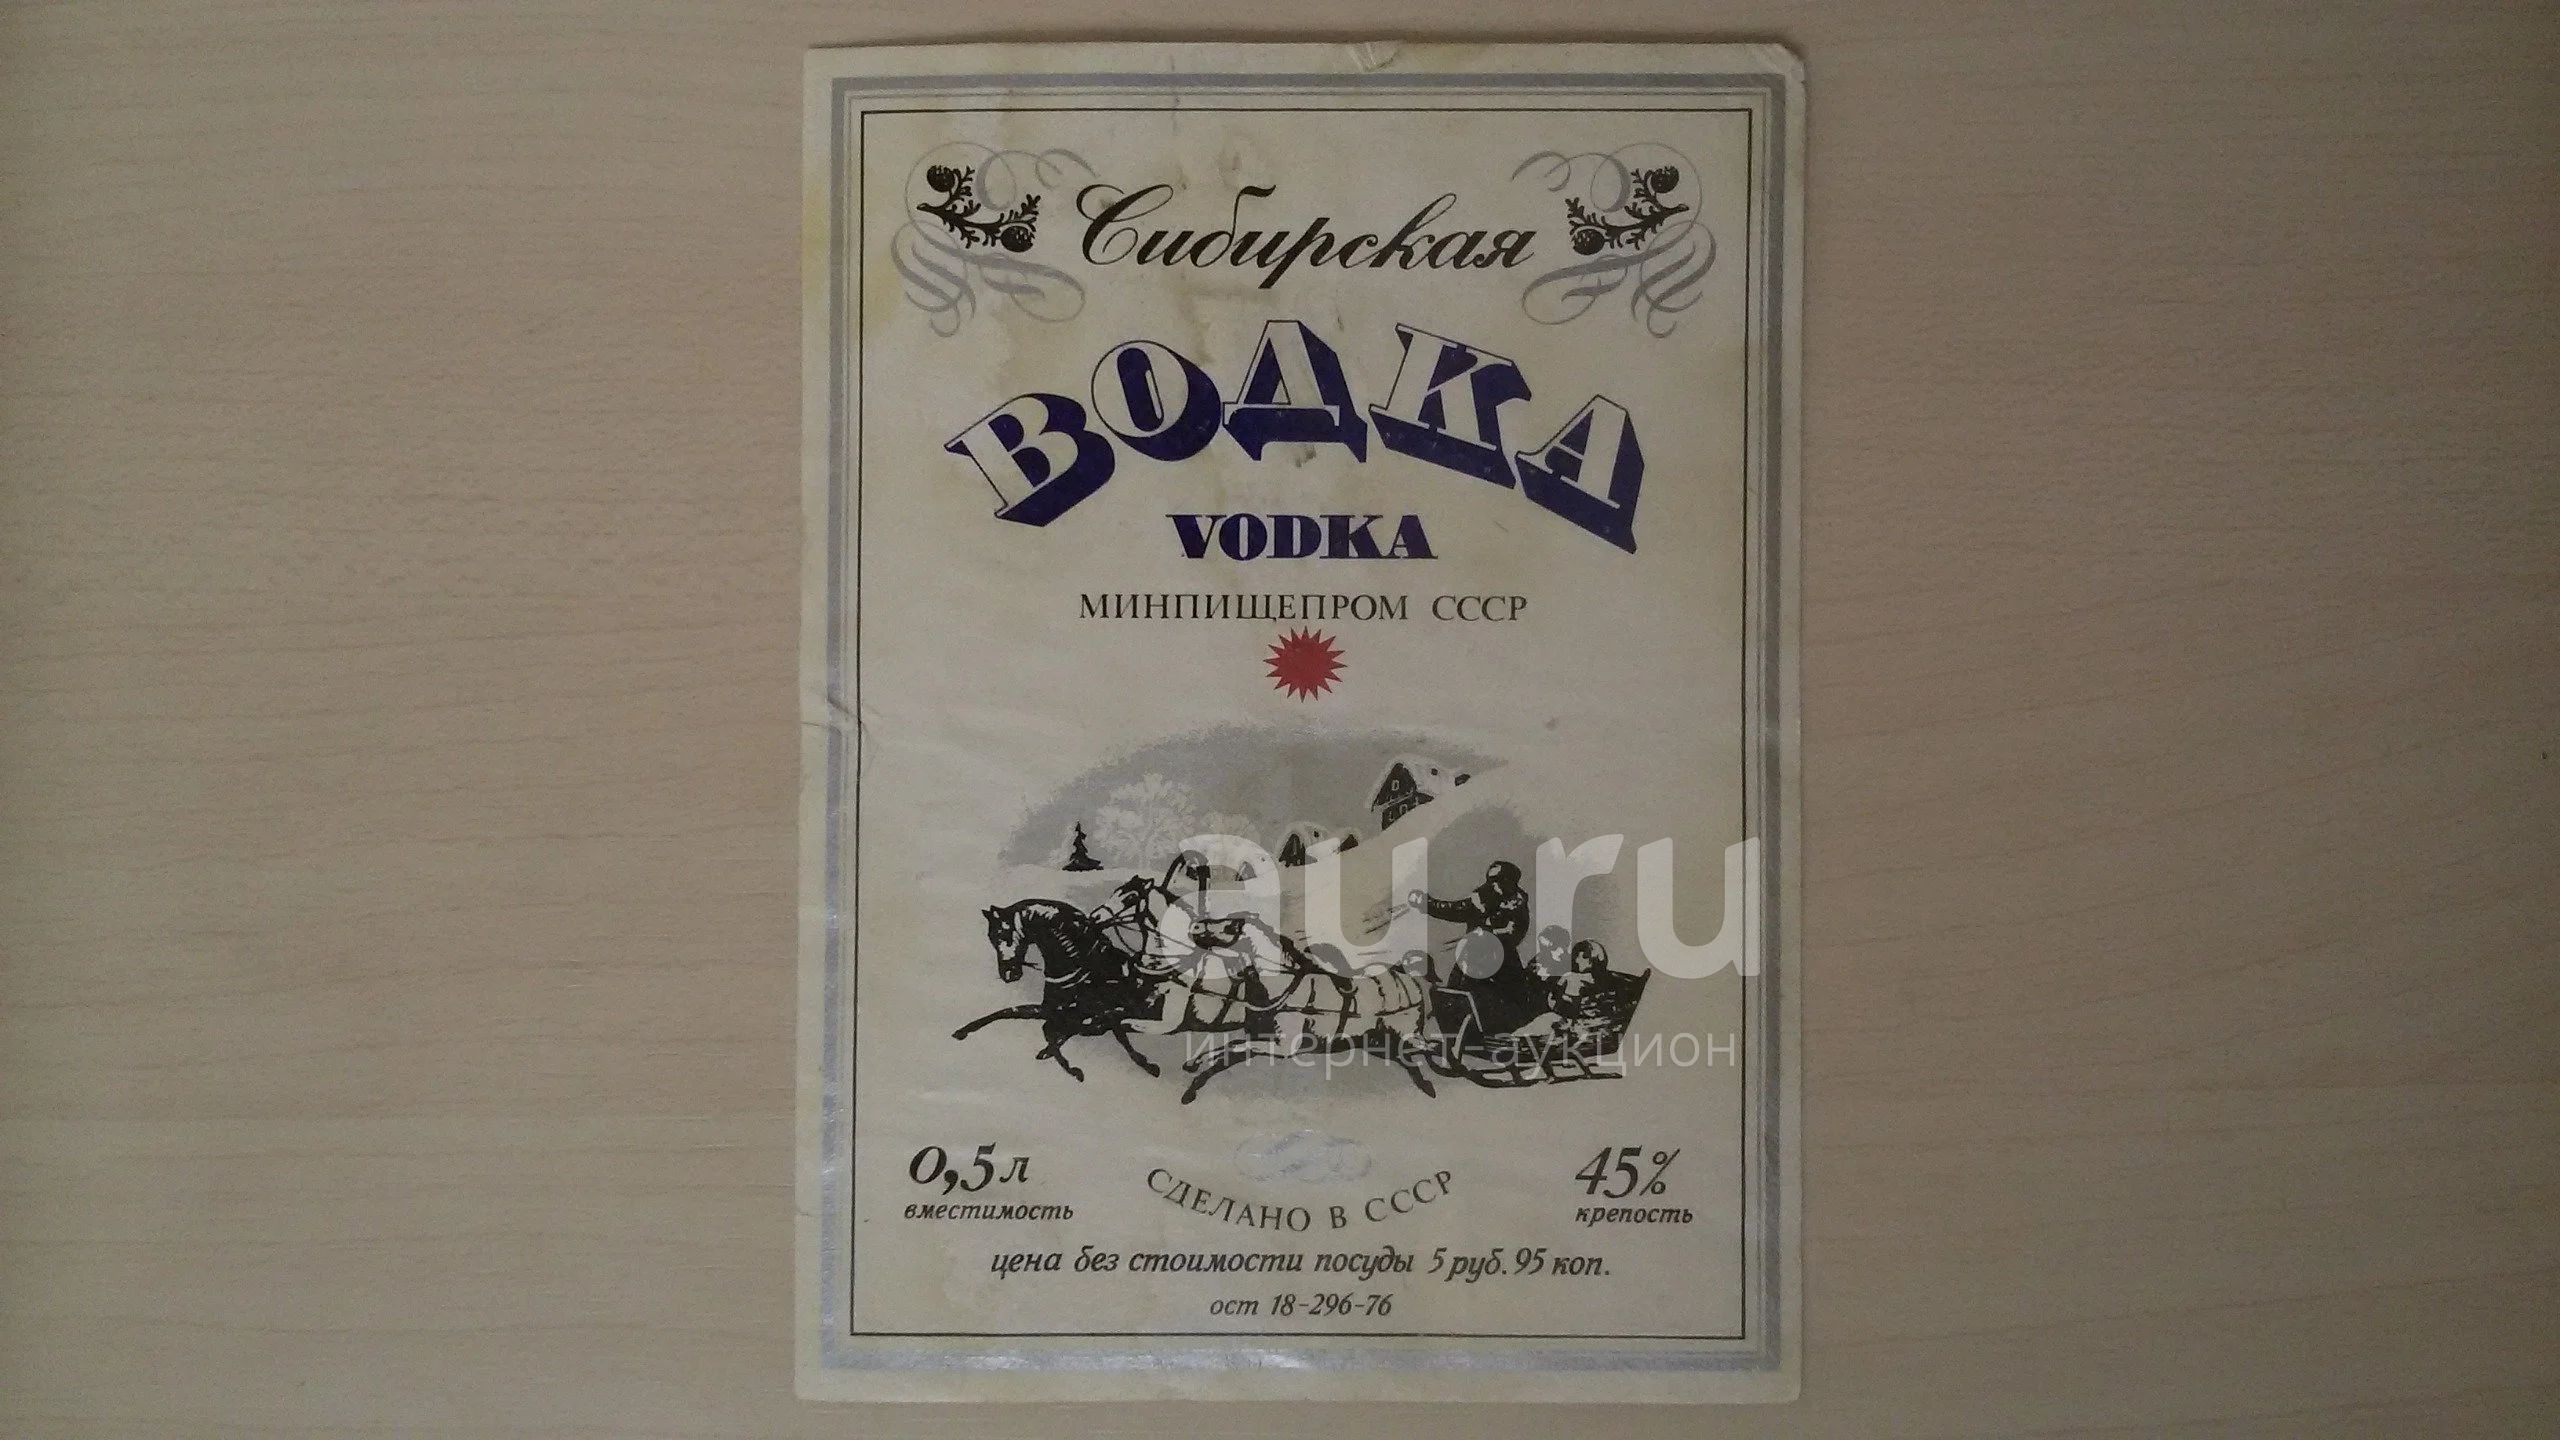 Сибирская
ВОДКА
VODKA
МИНПИЩЕПРОМ СССР
au.ru
интернет-аукцион
0,5 л
вместимость
СДЕЛАНО В СССР
45%
крепость
цена без стоимости посуды 5 руб. 95 коп.
ост 18-296-76